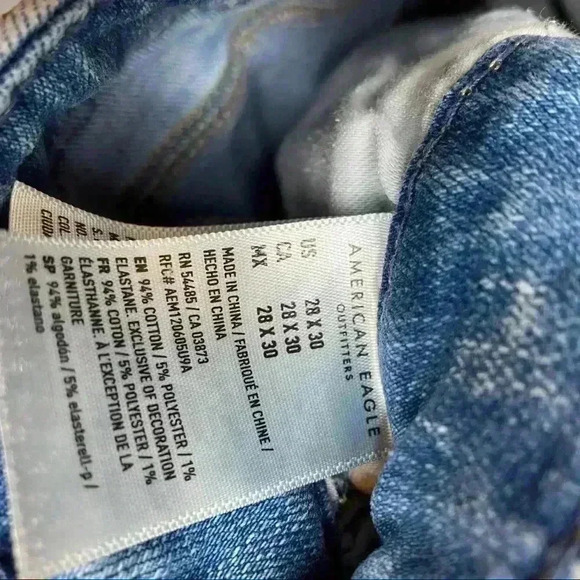 AMERICAN EAGLE
OUTFITTERS
US 28 X 30
CA 28 X 30
MX 28 X 30
MADE IN CHINA / FABRIQUÉ EN CHINE /
HECHO EN CHINA
RN 54485 / CA 03873
RFC# AEM120605U9A
EN 94% COTTON / 5% POLYESTER / 1%
ELASTANE. EXCLUSIVE OF DECORATION
FR 94% COTON / 5% POLYESTER / 1%
ÉLASTHANNE. À L'EXCEPTION DE LA
GARNITURE
SP 94% algodón / 5% elasterell-p /
1% elastano
COL.